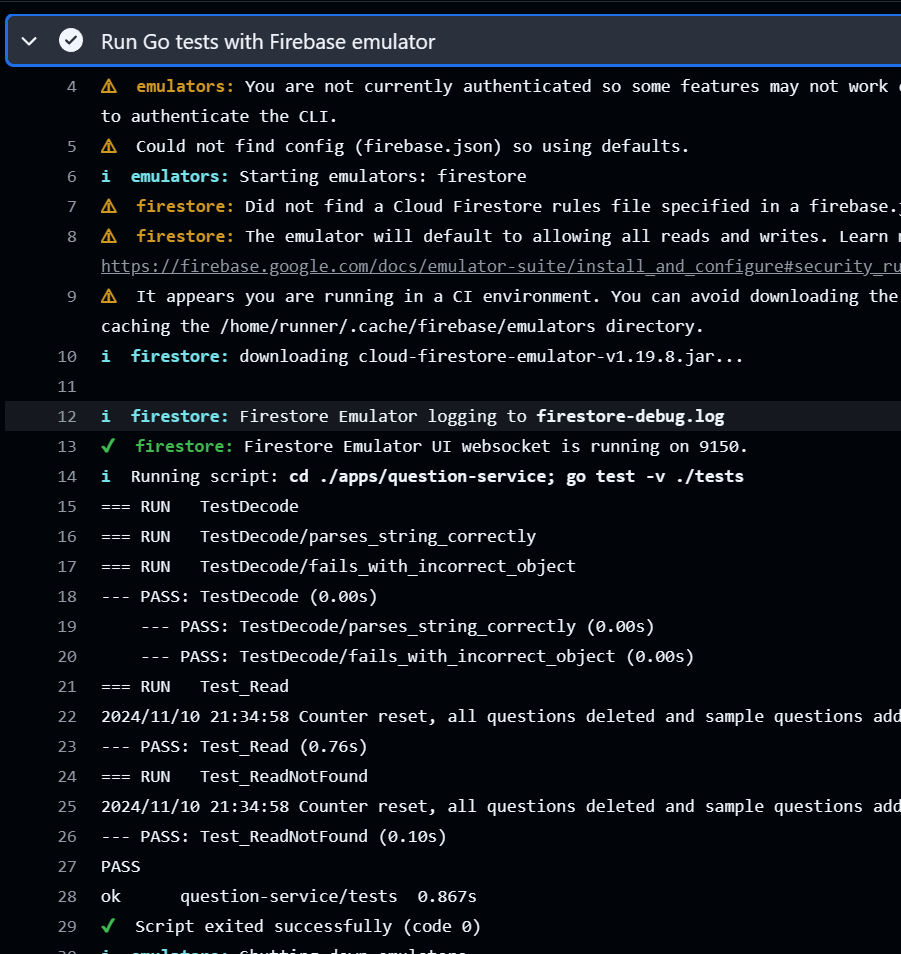 Run Go tests with Firebase emulator
4 ⚠ emulators: You are not currently authenticated so some features may not work
to authenticate the CLI.
5 ⚠ Could not find config (firebase.json) so using defaults.
6 i emulators: Starting emulators: firestore
7 ⚠ firestore: Did not find a Cloud Firestore rules file specified in a firebase.
8 ⚠ firestore: The emulator will default to allowing all reads and writes. Learn
https://firebase.google.com/docs/emulator-suite/install_and_configure#security_ru
9 ⚠ It appears you are running in a CI environment. You can avoid downloading the
caching the /home/runner/.cache/firebase/emulators directory.
10 i firestore: downloading cloud-firestore-emulator-v1.19.8.jar...
11
12 i firestore: Firestore Emulator logging to firestore-debug.log
13 ✔ firestore: Firestore Emulator UI websocket is running on 9150.
14 i Running script: cd ./apps/question-service; go test -v ./tests
15 === RUN TestDecode
16 === RUN TestDecode/parses_string_correctly
17 === RUN TestDecode/fails_with_incorrect_object
18 --- PASS: TestDecode (0.00s)
19 --- PASS: TestDecode/parses_string_correctly (0.00s)
20 --- PASS: TestDecode/fails_with_incorrect_object (0.00s)
21 === RUN Test_Read
22 2024/11/10 21:34:58 Counter reset, all questions deleted and sample questions add
23 --- PASS: Test_Read (0.76s)
24 === RUN Test_ReadNotFound
25 2024/11/10 21:34:58 Counter reset, all questions deleted and sample questions add
26 --- PASS: Test_ReadNotFound (0.10s)
27 PASS
28 ok question-service/tests 0.867s
29 ✔ Script exited successfully (code 0)